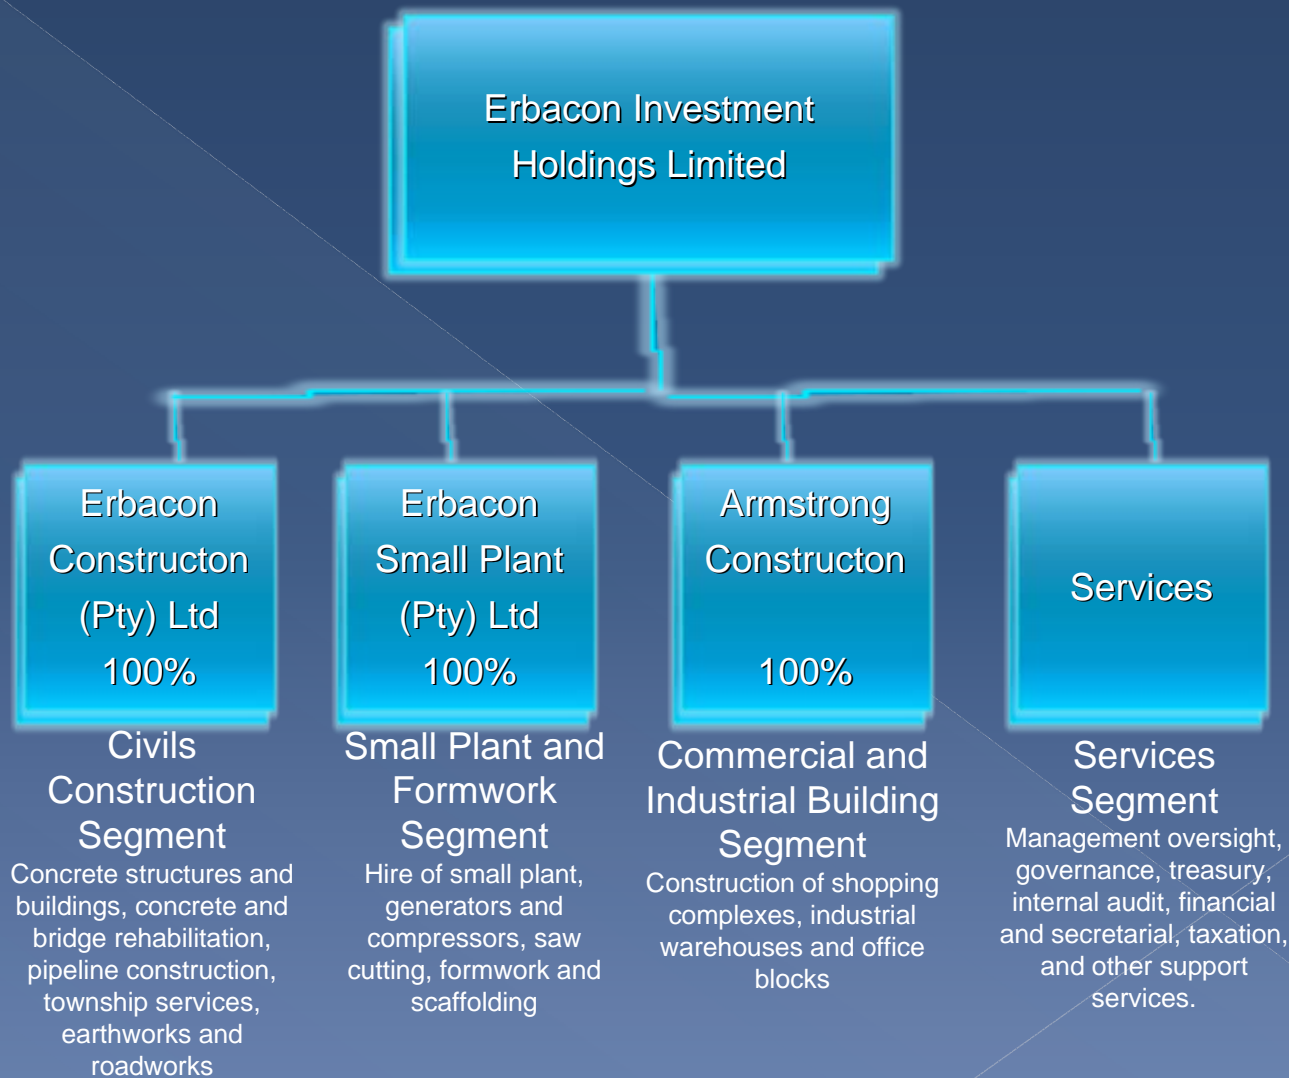 Erbacon Investment
Holdings Limited
Erbacon
Constructon
(Pty) Ltd
100%
Erbacon
Small Plant
(Pty) Ltd
100%
Armstrong
Constructon
100%
Services
Civils
Construction
Segment
Concrete structures and
buildings, concrete and
bridge rehabilitation,
pipeline construction,
township services,
earthworks and
roadworks
Small Plant and
Formwork
Segment
Hire of small plant,
generators and
compressors, saw
cutting, formwork and
scaffolding
Commercial and
Industrial Building
Segment
Construction of shopping
complexes, industrial
warehouses and office
blocks
Services
Segment
Management oversight,
governance, treasury,
internal audit, financial
and secretarial, taxation,
and other support
services.